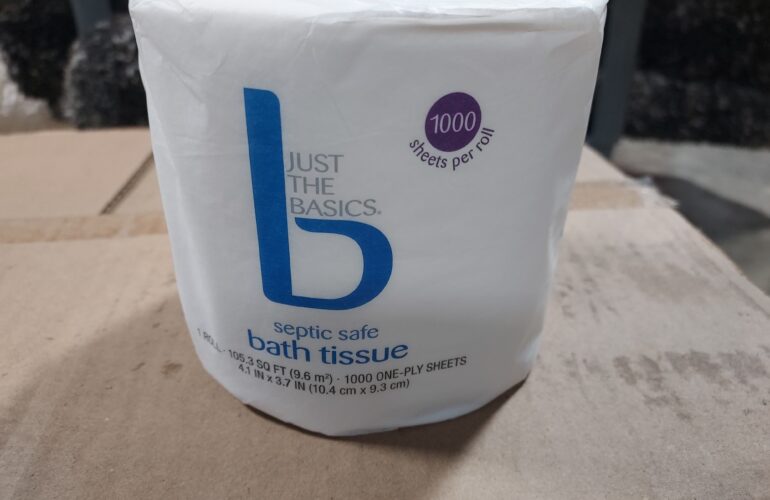 b
JUST
THE
BASICS®
1000
sheets per roll
septic safe
bath tissue
1 ROLL · 105.3 SQ FT (9.6 m²) · 1000 ONE-PLY SHEETS
4.1 IN x 3.7 IN (10.4 cm x 9.3 cm)